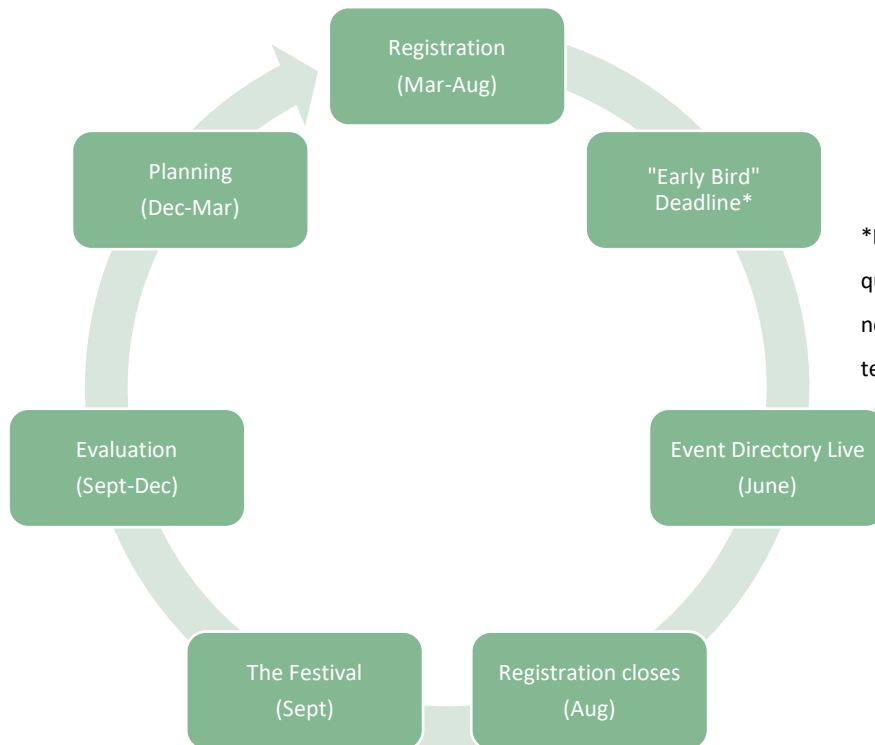 Registration
(Mar-Aug)
"Early Bird"
Deadline*
Event Directory Live
(June)
Registration closes
(Aug)
The Festival
(Sept)
Evaluation
(Sept-Dec)
Planning
(Dec-Mar)